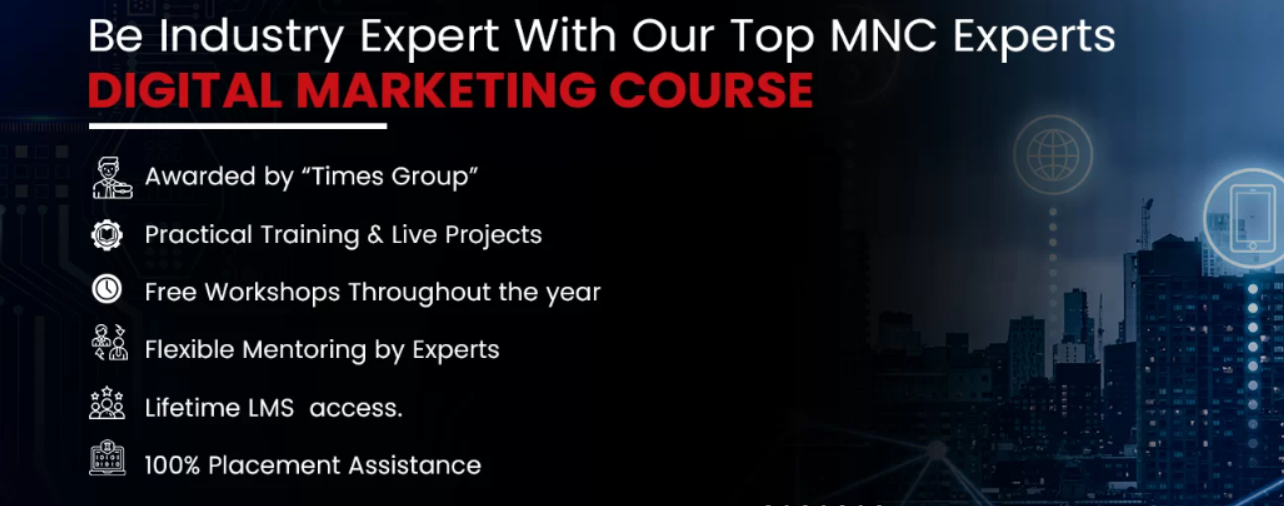 Be Industry Expert With Our Top MNC Experts
DIGITAL MARKETING COURSE
Awarded by “Times Group”
Practical Training & Live Projects
Free Workshops Throughout the year
Flexible Mentoring by Experts
Lifetime LMS  access.
100% Placement Assistance